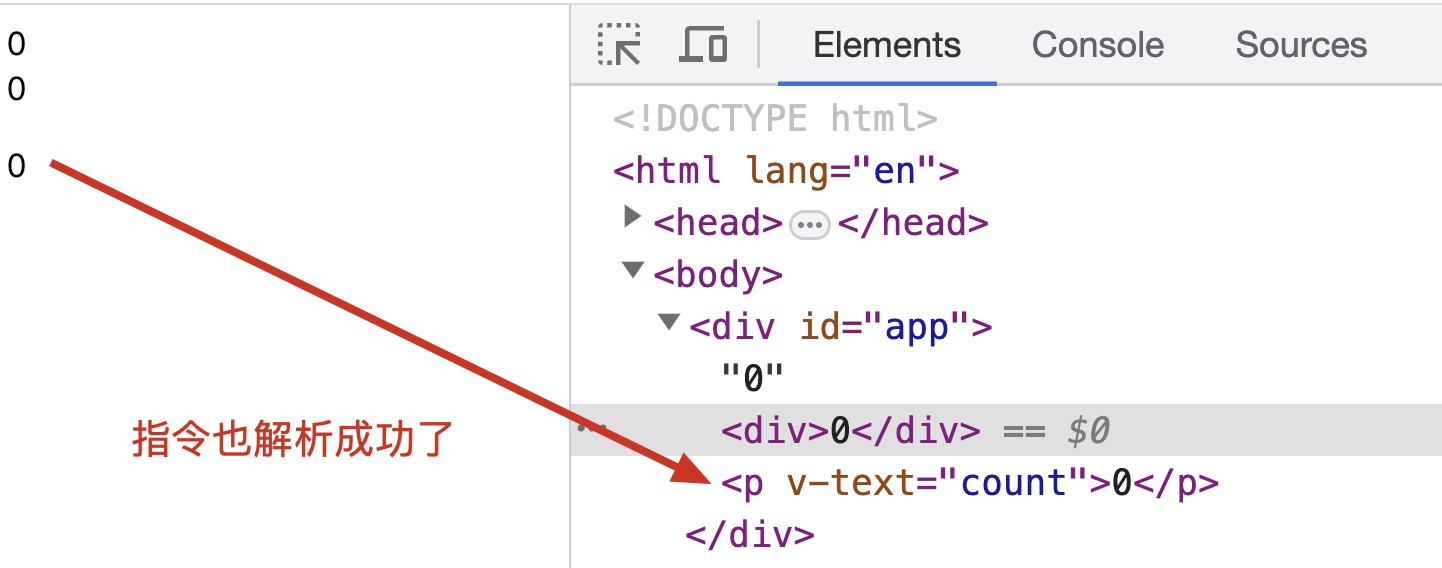 0
0
0
指令也解析成功了
Elements Console Sources
<!DOCTYPE html>
<html lang="en">
<head>…</head>
<body>
<div id="app">
"0"
<div>0</div> == $0
<p v-text="count">0</p>
</div>